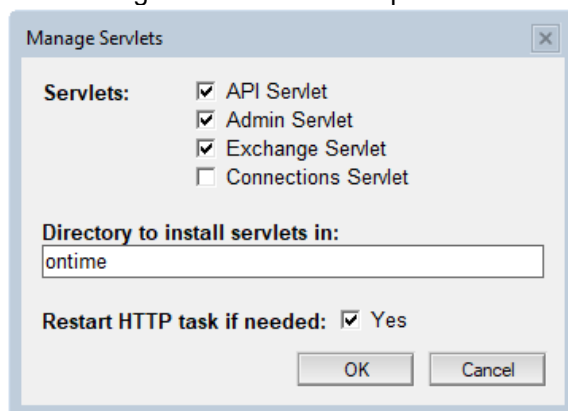 Manage Servlets
Servlets: API Servlet
Admin Servlet
Exchange Servlet
Connections Servlet
Directory to install servlets in:
ontime
Restart HTTP task if needed: Yes
OK Cancel